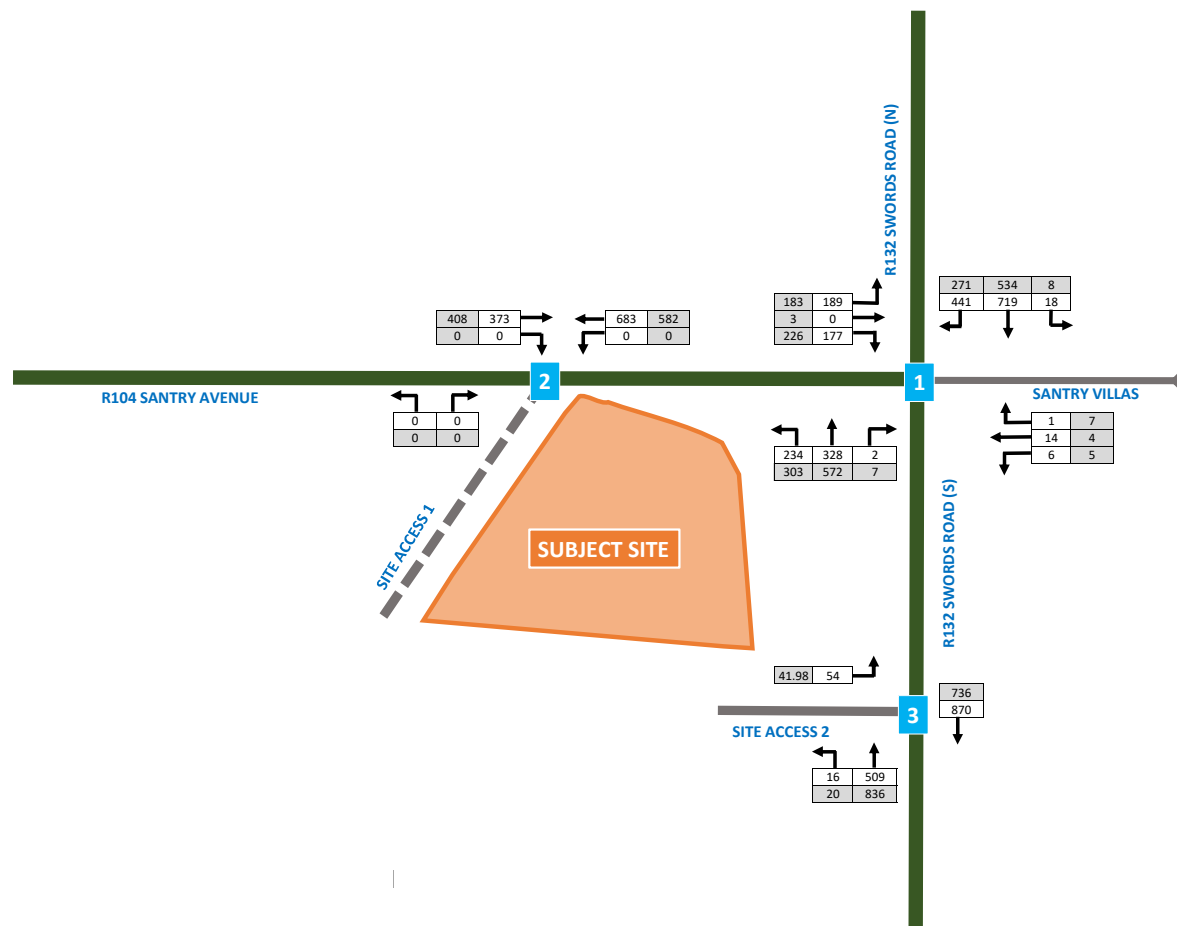 R132 SWORDS ROAD (N)
271 534 8
441 719 18
183 189
3 0
226 177
408 373
0 0
683 582
0 0
2
1
R104 SANTRY AVENUE
SANTRY VILLAS
0 0
0 0
1 7
14 4
6 5
234 328 2
303 572 7
SITE ACCESS 1
SUBJECT SITE
R132 SWORDS ROAD (S)
41.98 54
736
870
3
SITE ACCESS 2
16 509
20 836